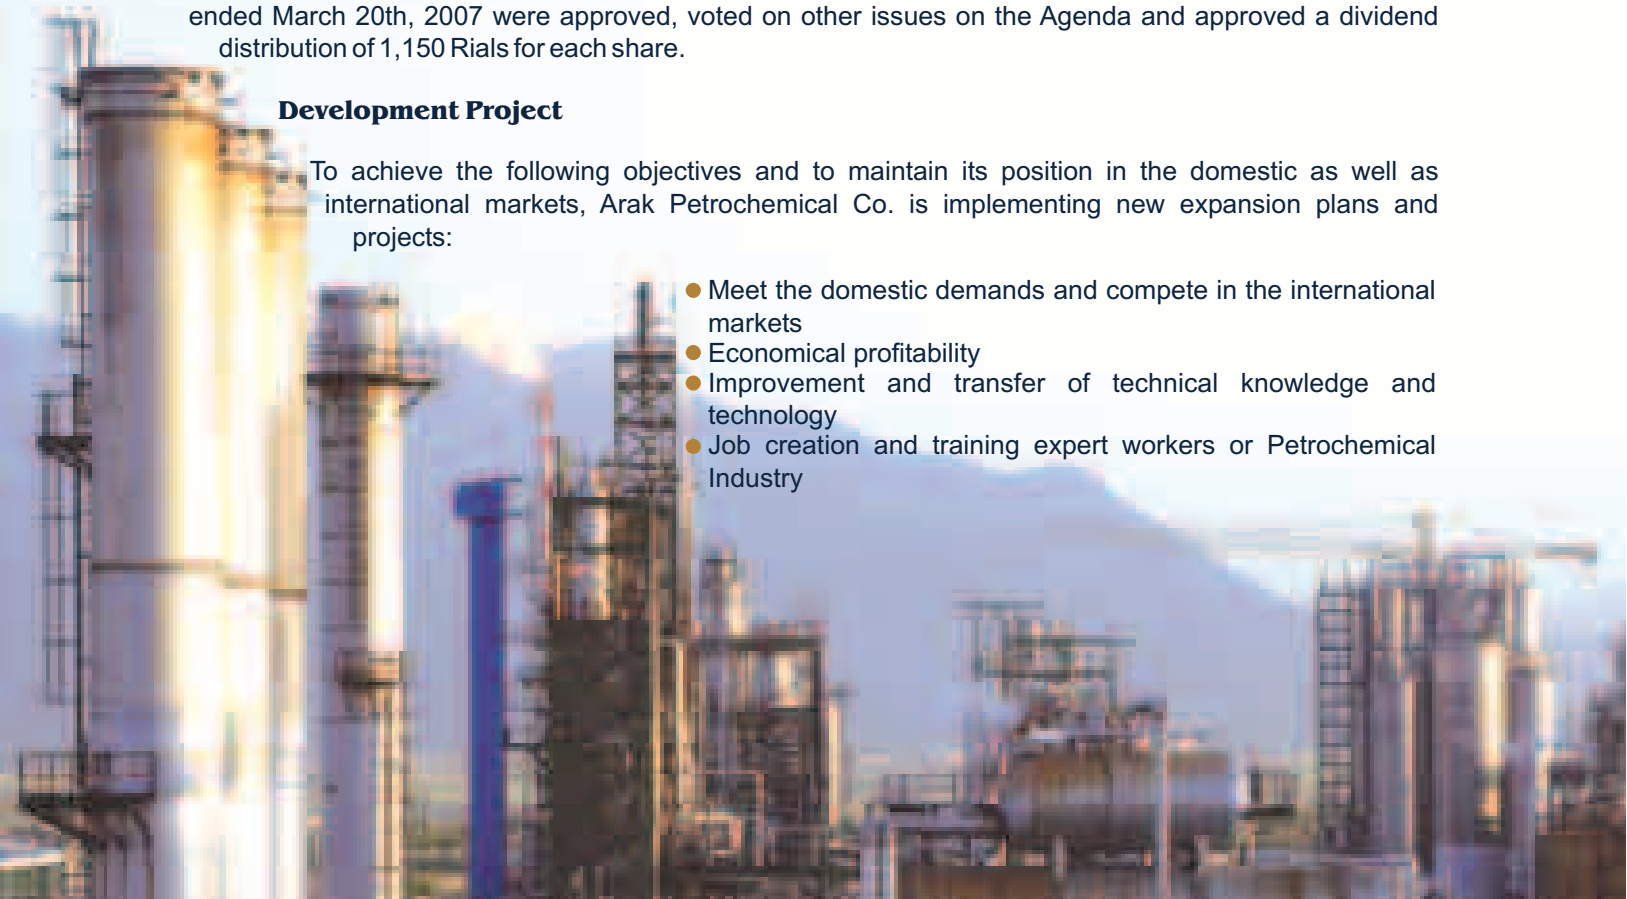 ended March 20th, 2007 were approved, voted on other issues on the Agenda and approved a dividend
distribution of 1,150 Rials for each share.
Development Project
To achieve the following objectives and to maintain its position in the domestic as well as
international markets, Arak Petrochemical Co. is implementing new expansion plans and
projects:
● Meet the domestic demands and compete in the international
markets
● Economical profitability
● Improvement and transfer of technical knowledge and
technology
● Job creation and training expert workers or Petrochemical
Industry